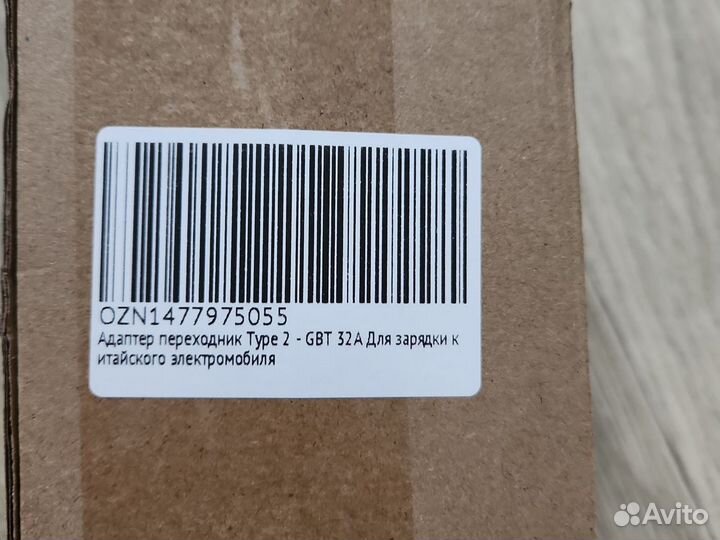 OZN1477975055
Адаптер переходник Type 2 - GBT 32A Для зарядки к
итайского электромобиля
Avito